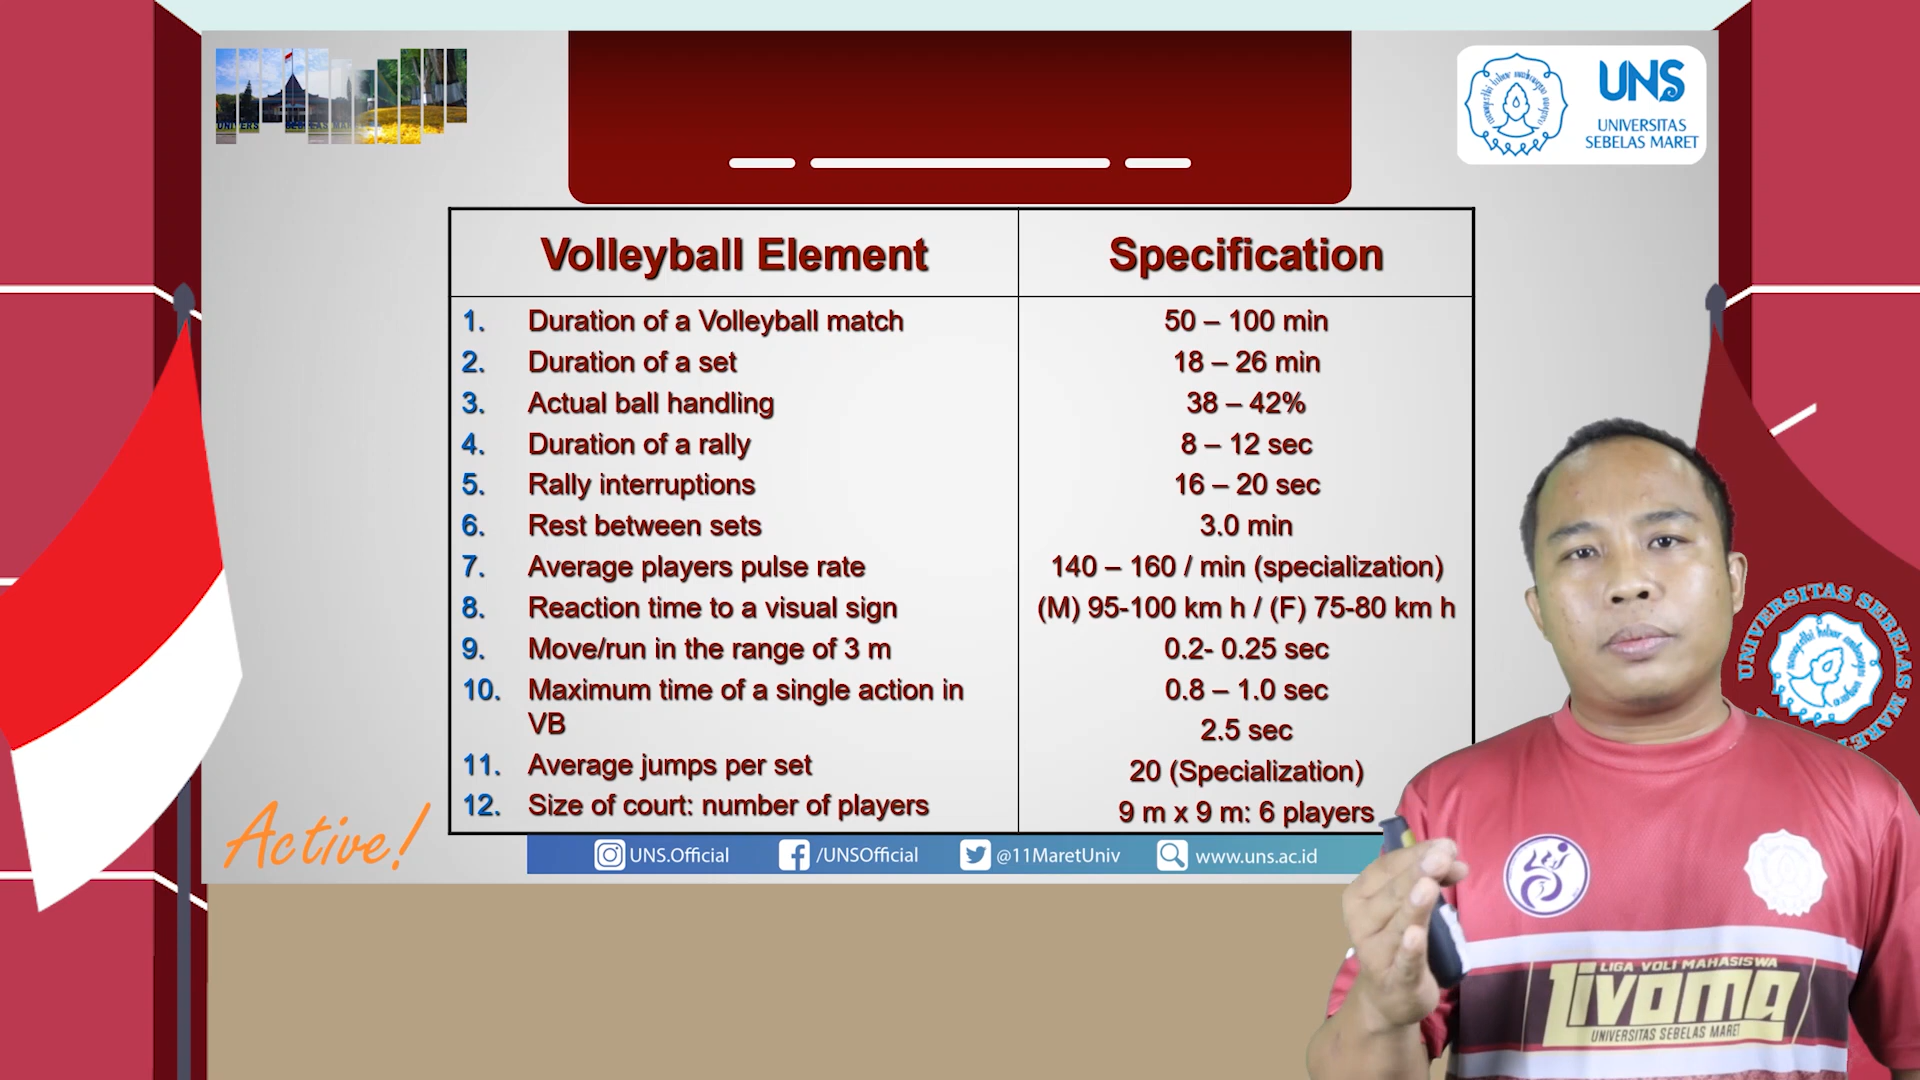 UNS
UNIVERSITAS
SEBELAS MARET
Volleyball Element
Specification
1. Duration of a Volleyball match
50 – 100 min
2. Duration of a set
18 – 26 min
3. Actual ball handling
38 – 42%
4. Duration of a rally
8 – 12 sec
5. Rally interruptions
16 – 20 sec
6. Rest between sets
3.0 min
7. Average players pulse rate
140 – 160 / min (specialization)
8. Reaction time to a visual sign
(M) 95-100 km h / (F) 75-80 km h
9. Move/run in the range of 3 m
0.2- 0.25 sec
10. Maximum time of a single action in
VB
0.8 – 1.0 sec
2.5 sec
11. Average jumps per set
20 (Specialization)
12. Size of court: number of players
9 m x 9 m: 6 players
Active!
UNS.Official
/UNSOfficial
@11MaretUniv
www.uns.ac.id
UNIVERSITAS SEBELAS MARE
LIGA VOLI MAHASISWA
Livoma
UNIVERSITAS SEBELAS MARET